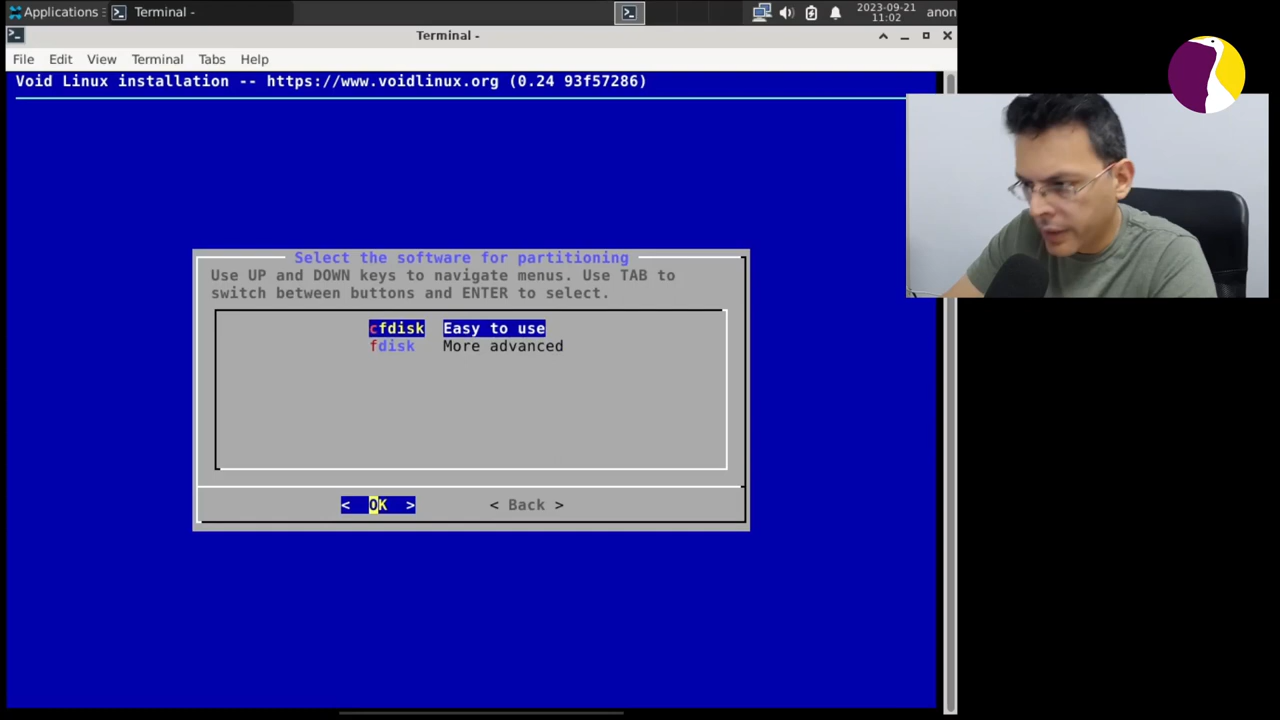 Applications
Terminal -
2023-09-21
11:02
anon
Terminal -
File Edit View Terminal Tabs Help
Void Linux installation -- https://www.voidlinux.org (0.24 93f57286)
Select the software for partitioning
Use UP and DOWN keys to navigate menus. Use TAB to
switch between buttons and ENTER to select.
cfdisk Easy to use
fdisk More advanced
< OK > < Back >